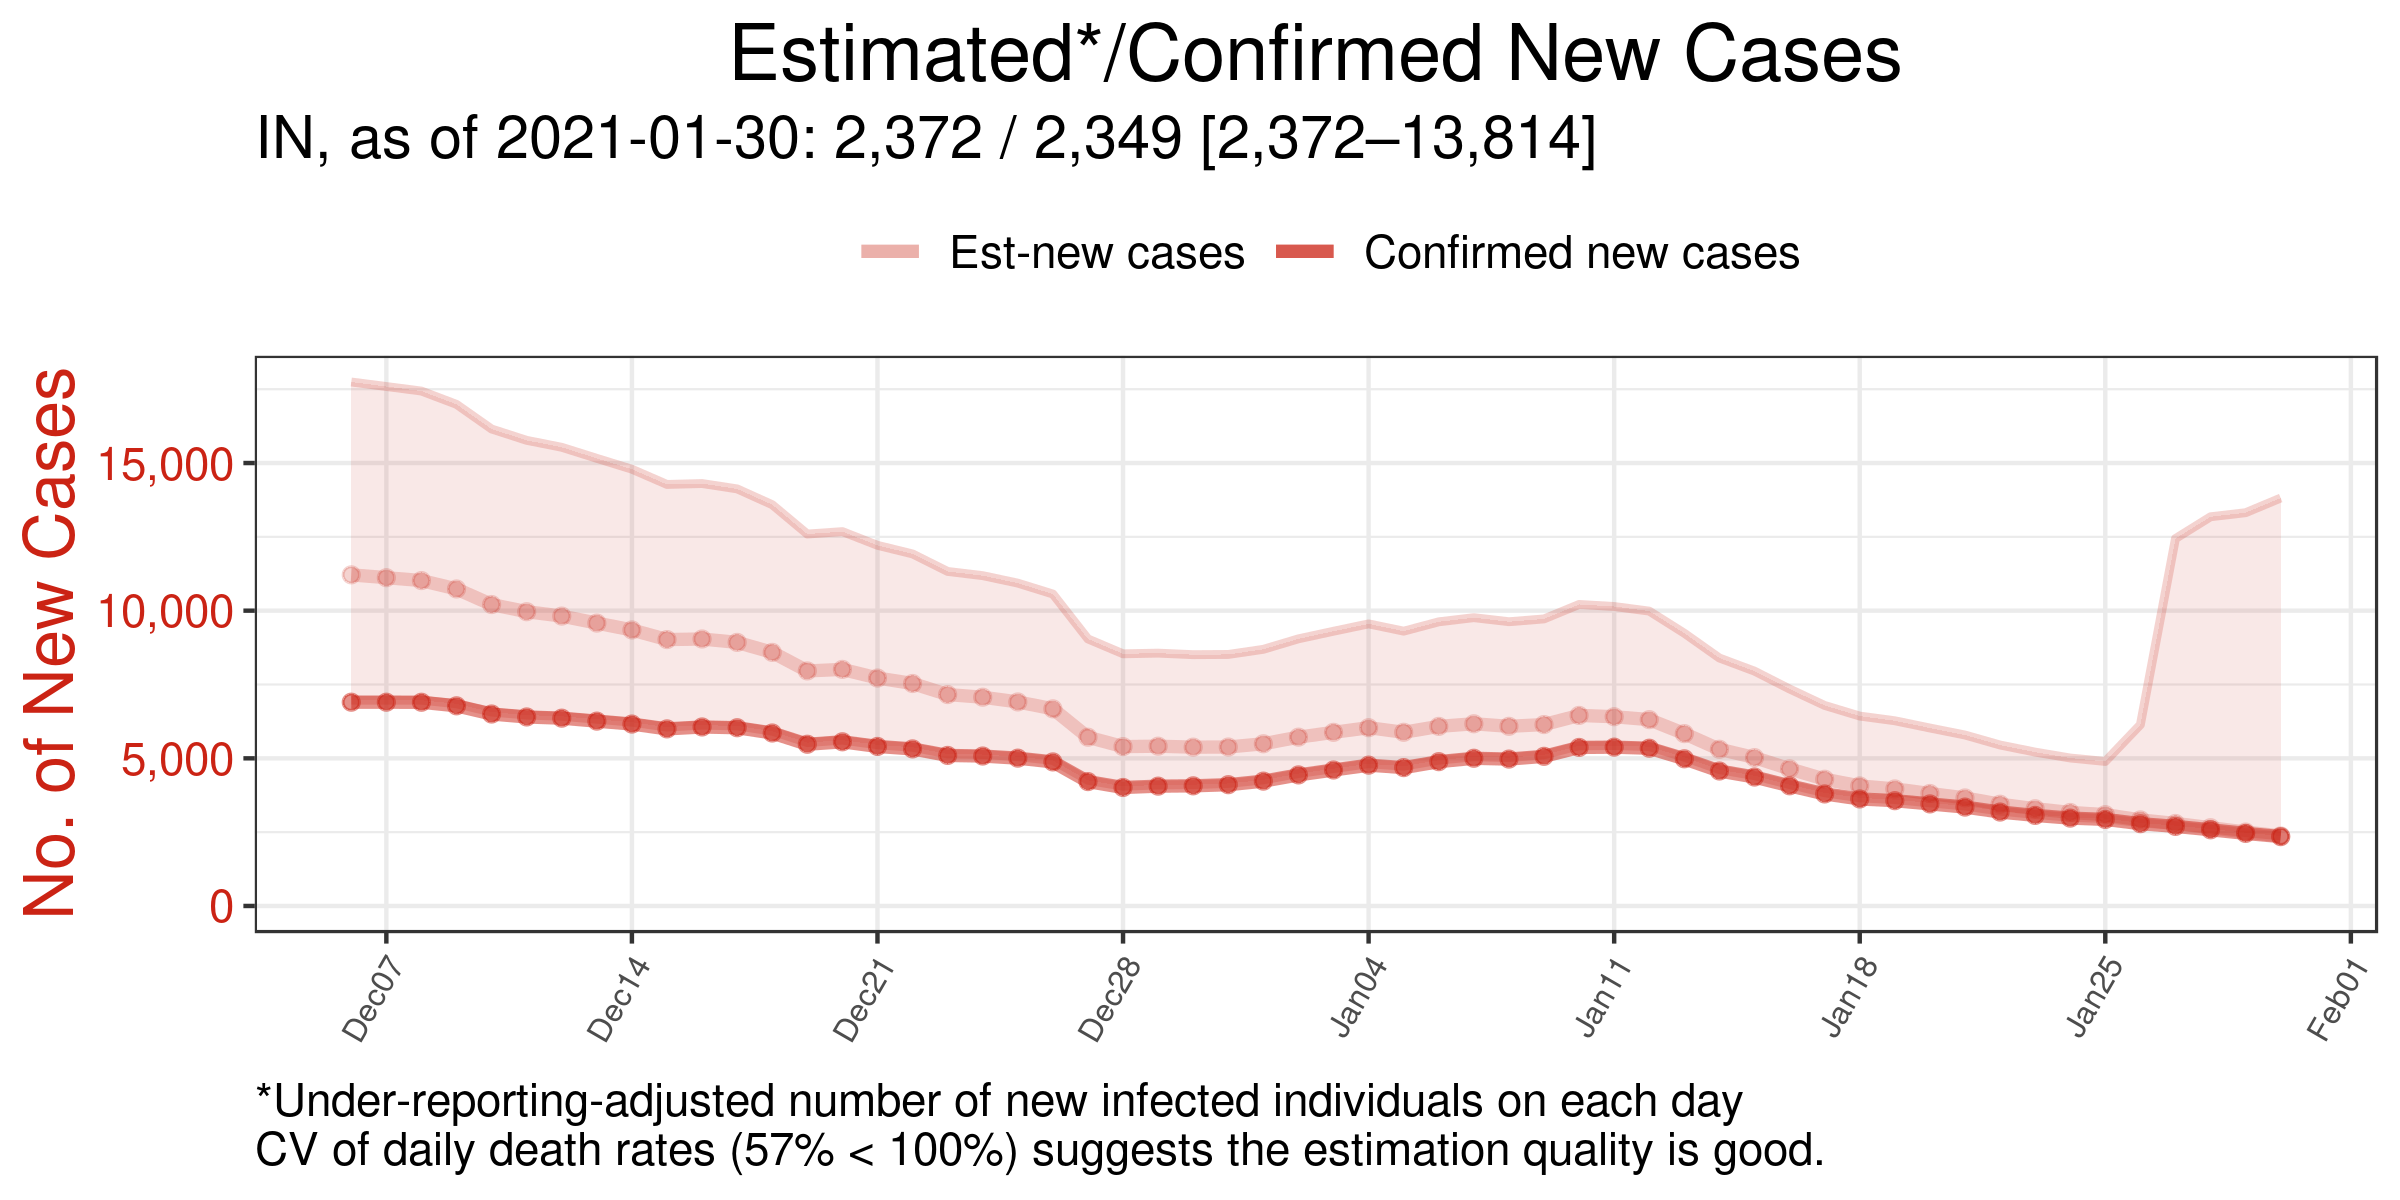 Estimated*/Confirmed New Cases
IN, as of 2021-01-30: 2,372 / 2,349 [2,372–13,814]
Est-new cases
Confirmed new cases
No. of New Cases
15,000
10,000
5,000
0
Dec07
Dec14
Dec21
Dec28
Jan04
Jan11
Jan18
Jan25
Feb01
*Under-reporting-adjusted number of new infected individuals on each day
CV of daily death rates (57% < 100%) suggests the estimation quality is good.